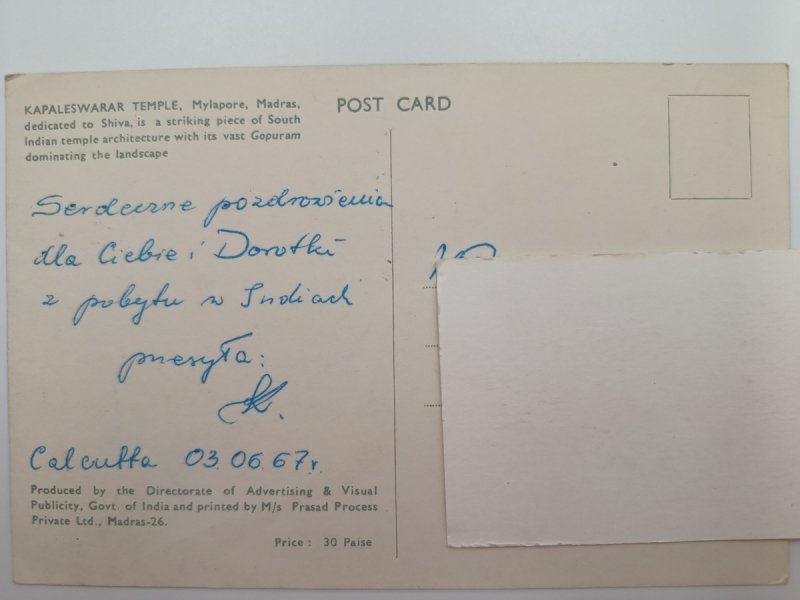 KAPALESWARAR TEMPLE, Mylapore, Madras,
dedicated to Shiva, is a striking piece of South
Indian temple architecture with its vast Gopuram
dominating the landscape
POST CARD
Serdeczne pozdrowienia
dla Ciebie i Dorotki
z pobytu w Indiach
przesyła:
Calcutta 03.06.67r.
Produced by the Directorate of Advertising & Visual
Publicity, Govt. of India and printed by M/s Prasad Process
Private Ltd., Madras-26.
Price : 30 Paise